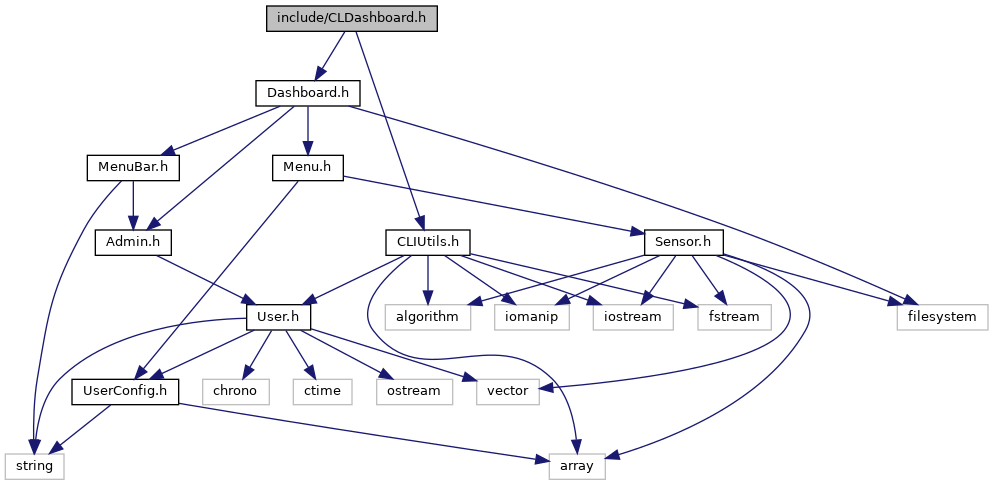 include/CLDashboard.h
Dashboard.h
MenuBar.h
Menu.h
Admin.h
CLIUtils.h
Sensor.h
User.h
algorithm
iomanip
iostream
fstream
filesystem
UserConfig.h
chrono
ctime
ostream
vector
string
array